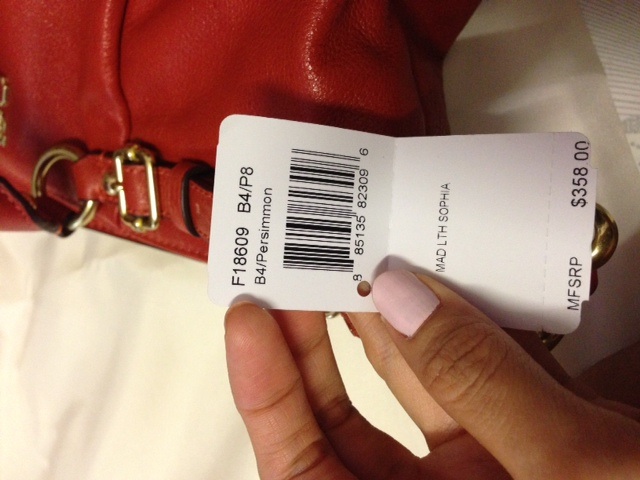 F18609 B4/P8
B4/Persimmon
8 85135 82309 6
MAD LTH SOPHIA
MFSRP $358 00